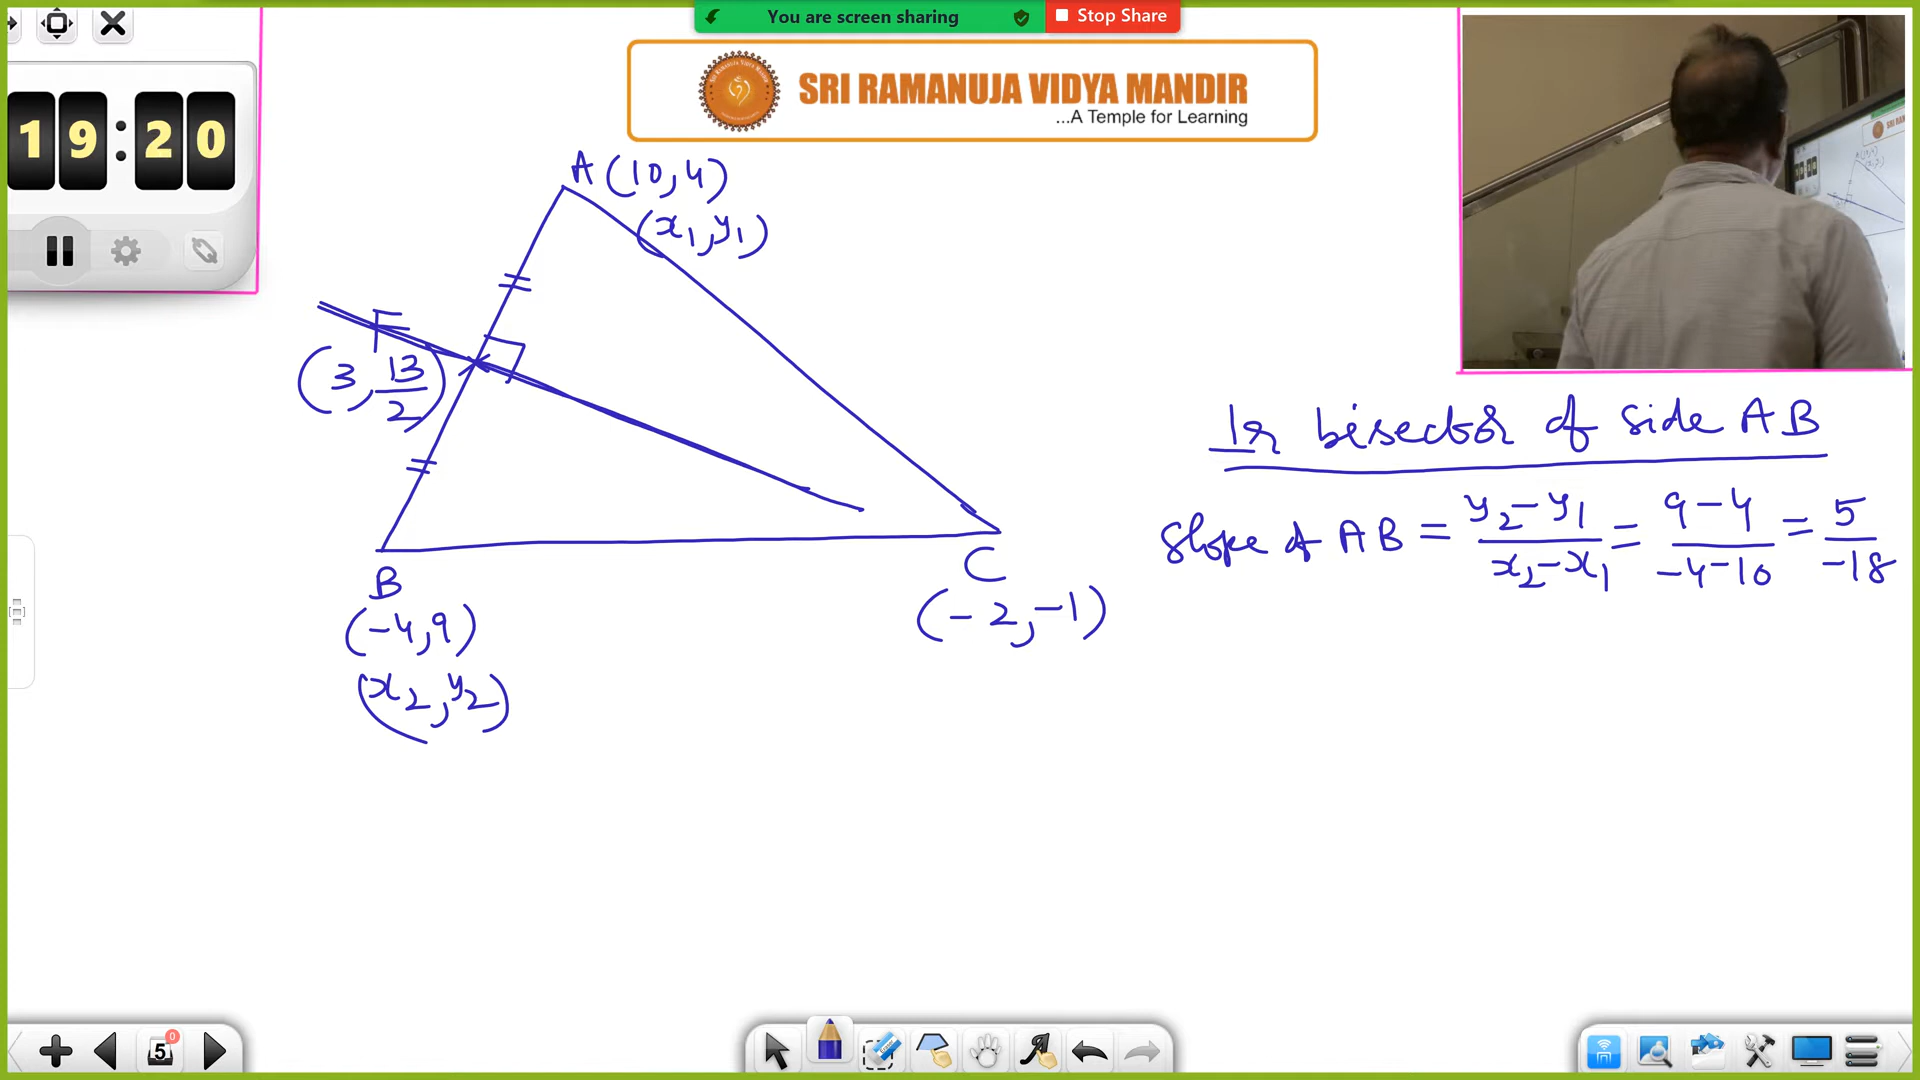 You are screen sharing
Stop Share
19:20
SRI RAMANUJA VIDYA MANDIR
...A Temple for Learning
A (10, 4)
(x₁, y₁)
F
(3, 13/2)
B
(-4, 9)
(x₂, y₂)
C
(-2, -1)
⊥r bisector of side AB
Slope of AB = (y₂-y₁)/(x₂-x₁) = (9-4)/(-4-10) = 5/-18
5
0